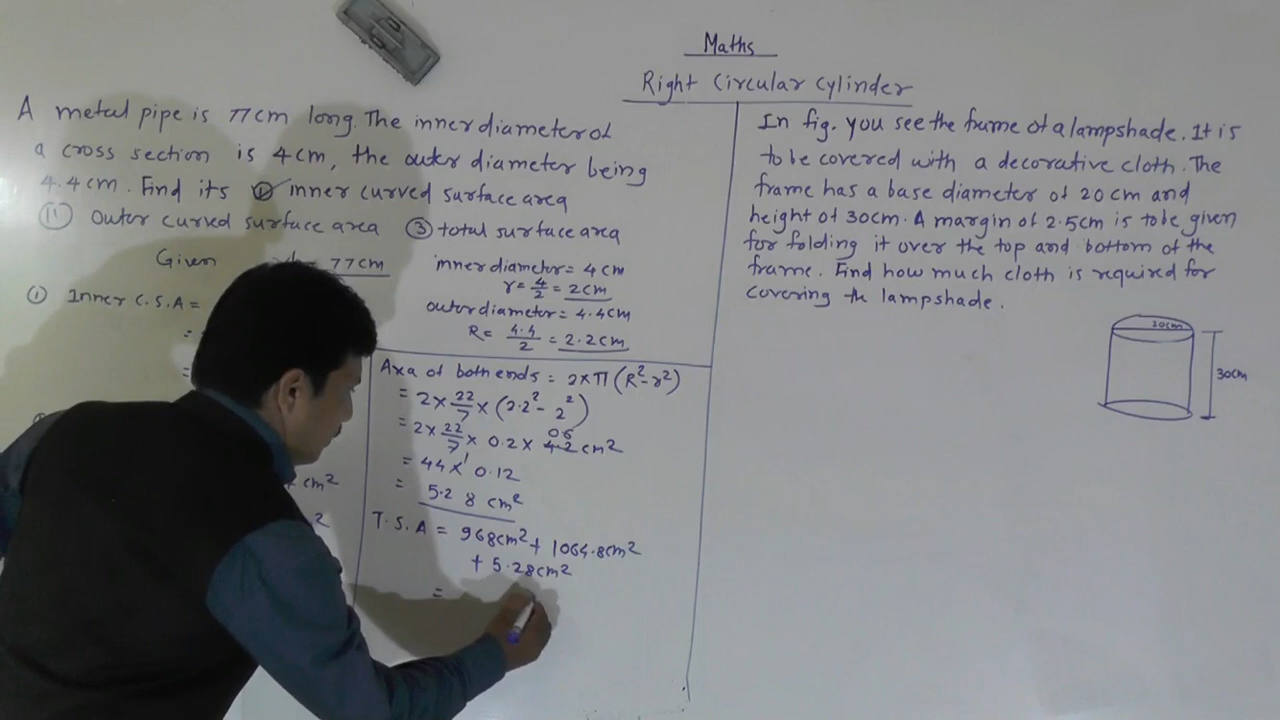 Maths
Right Circular Cylinder
A metal pipe is 77cm long. The inner diameter of
a cross section is 4cm, the outer diameter being
4.4cm. Find its ① inner curved surface area
(ii) Outer curved surface area ③ total surface area
Given = 77cm
① Inner C.S.A =
=
=
cm²
²
inner diameter = 4cm
r = 4/2 = 2cm
outer diameter = 4.4cm
R = 4.4/2 = 2.2cm
Area of both ends = 2×π(R²-r²)
= 2×22/7×(2.2²-2²)
= 2×22/7× 0.2× 4.2cm²
06
1
= 44× 0.12
= 5.28 cm²
T.S.A = 968cm²+ 1064.8cm²
+ 5.28cm²
=
In fig. you see the frame of a lampshade. It is
to be covered with a decorative cloth. The
frame has a base diameter of 20cm and
height of 30cm. A margin of 2.5cm is to be given
for folding it over the top and bottom of the
frame. Find how much cloth is required for
covering the lampshade.
20cm
30cm